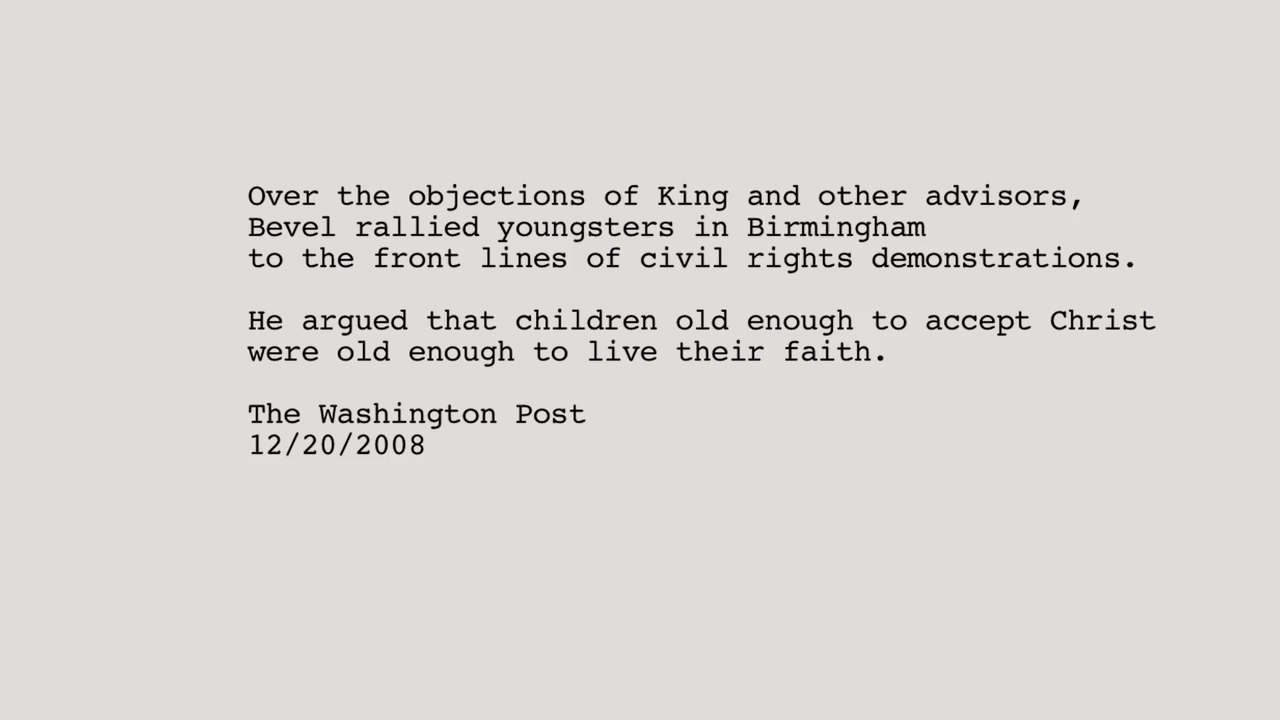 Over the objections of King and other advisors,
Bevel rallied youngsters in Birmingham
to the front lines of civil rights demonstrations.
He argued that children old enough to accept Christ
were old enough to live their faith.
The Washington Post
12/20/2008